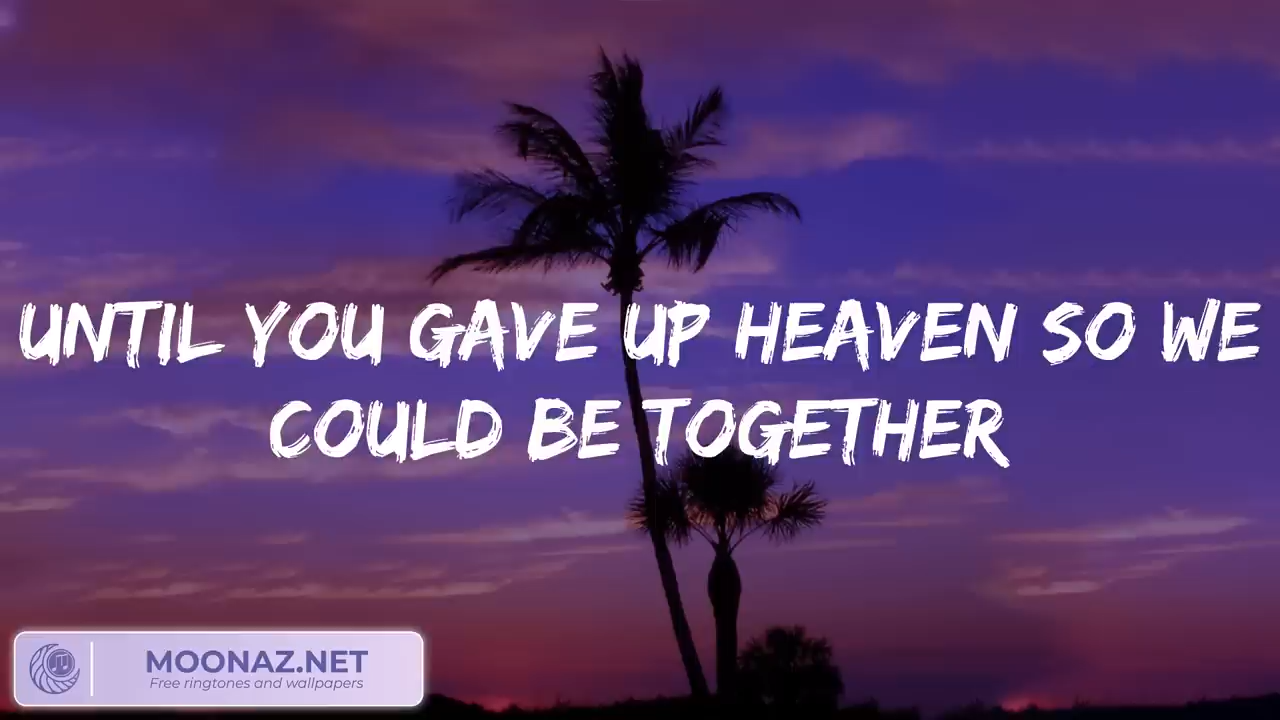 UNTIL YOU GAVE UP HEAVEN SO WE
COULD BE TOGETHER
MOONAZ.NET
Free ringtones and wallpapers